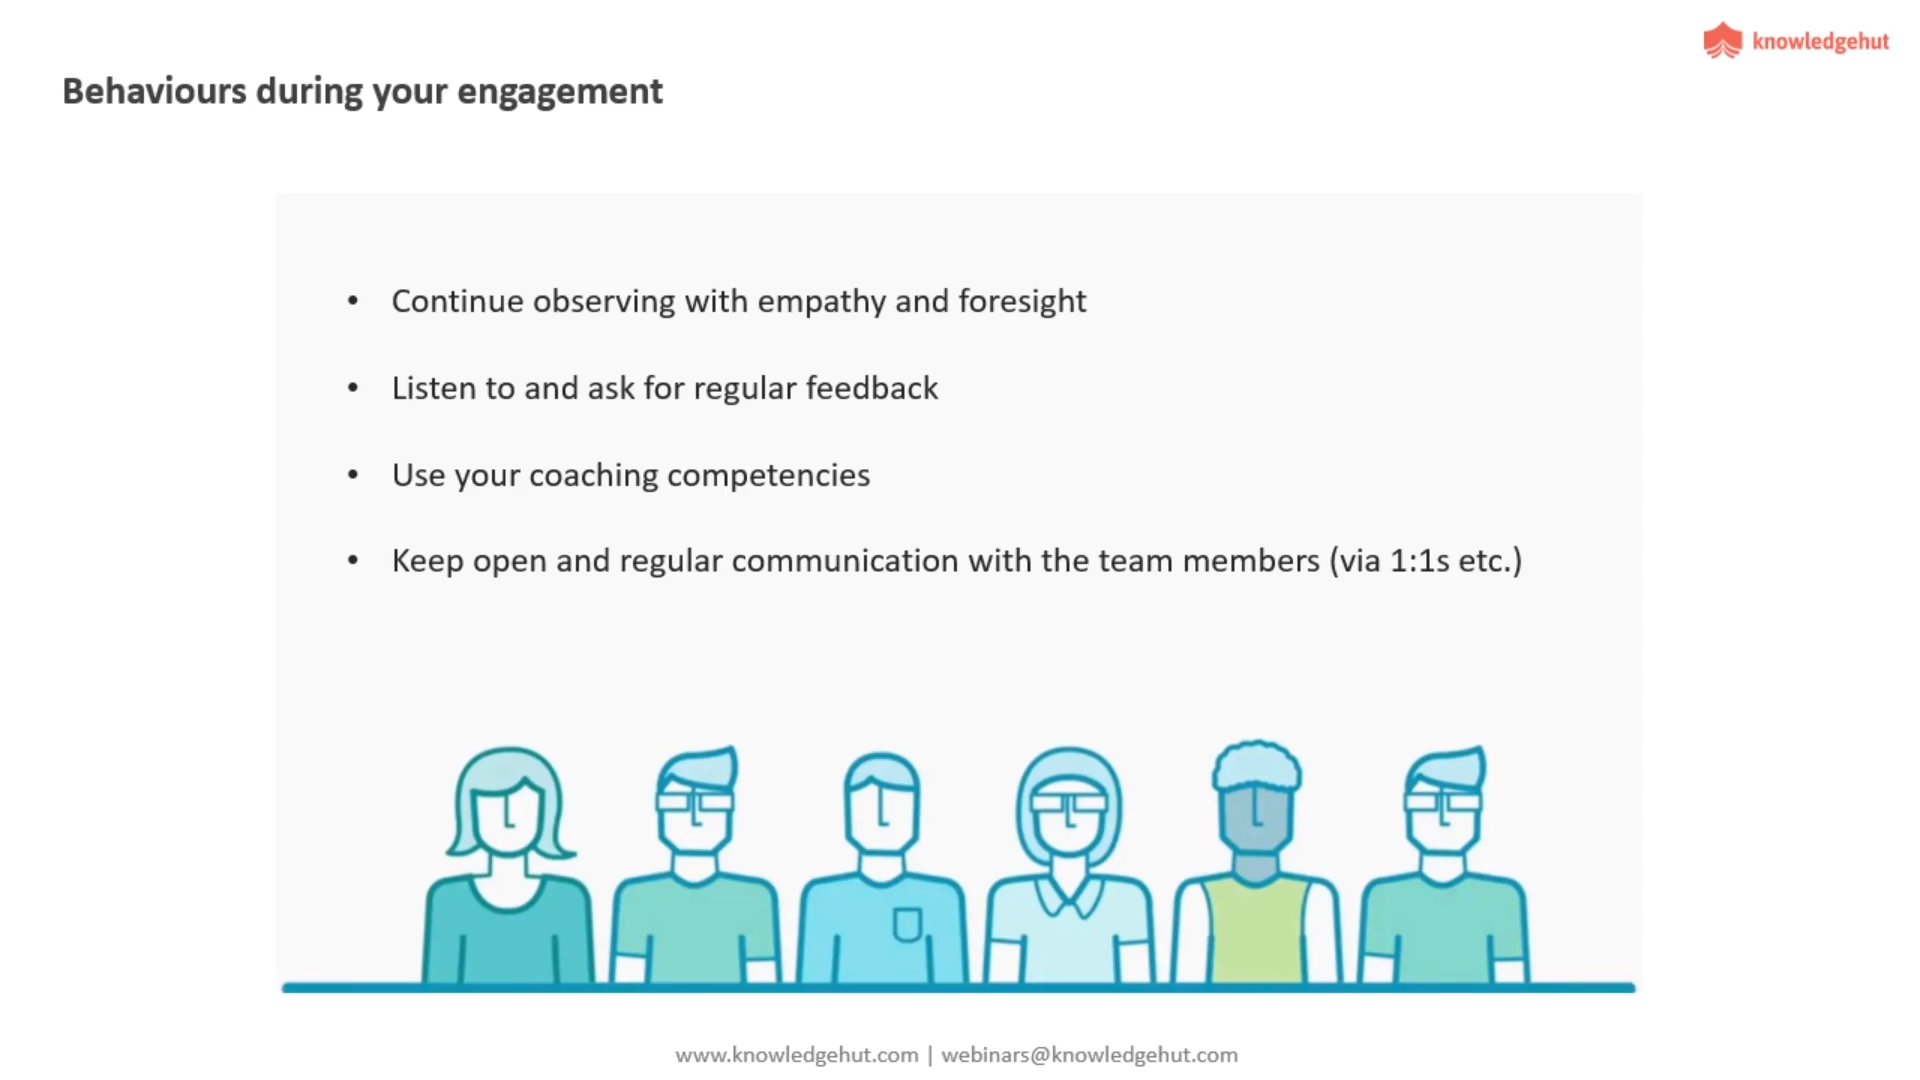 knowledgehut
Behaviours during your engagement
• Continue observing with empathy and foresight
• Listen to and ask for regular feedback
• Use your coaching competencies
• Keep open and regular communication with the team members (via 1:1s etc.)
www.knowledgehut.com | webinars@knowledgehut.com